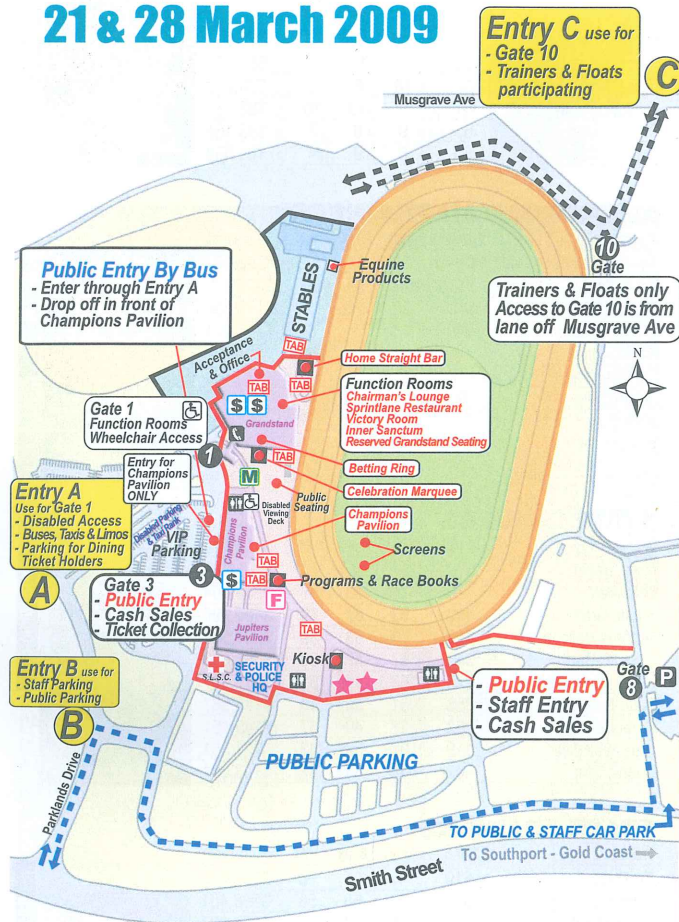 21 & 28 March 2009
Entry C use for
- Gate 10
- Trainers & Floats
participating
C
Musgrave Ave
10
Gate
Trainers & Floats only
Access to Gate 10 is from
lane off Musgrave Ave
N
Public Entry By Bus
- Enter through Entry A
- Drop off in front of
Champions Pavilion
STABLES
Equine
Products
Acceptance
& Office
TAB
Home Straight Bar
TAB
TAB
Function Rooms
Chairman's Lounge
Sprintlane Restaurant
Victory Room
Inner Sanctum
Reserved Grandstand Seating
$ $
Grandstand
Gate 1
Function Rooms
Wheelchair Access
1
TAB
Betting Ring
M
Celebration Marquee
Entry for
Champions
Pavilion
ONLY
Public
Seating
Disabled
Viewing
Deck
Champions
Pavilion
Entry A
Use for Gate 1
- Disabled Access
- Buses, Taxis & Limos
- Parking for Dining
Ticket Holders
A
Disabled Parking
Taxi Rank
VIP
Parking
Champions
Pavilion
TAB
Screens
3
Gate 3
- Public Entry
- Cash Sales
- Ticket Collection
$
TAB
Programs & Race Books
F
Jupiters
Pavilion
TAB
Kiosk
S.L.S.C.
SECURITY
& POLICE
HQ
- Public Entry
- Staff Entry
- Cash Sales
Gate
8
P
Entry B use for
- Staff Parking
- Public Parking
B
Parklands Drive
PUBLIC PARKING
TO PUBLIC & STAFF CAR PARK
To Southport - Gold Coast
Smith Street